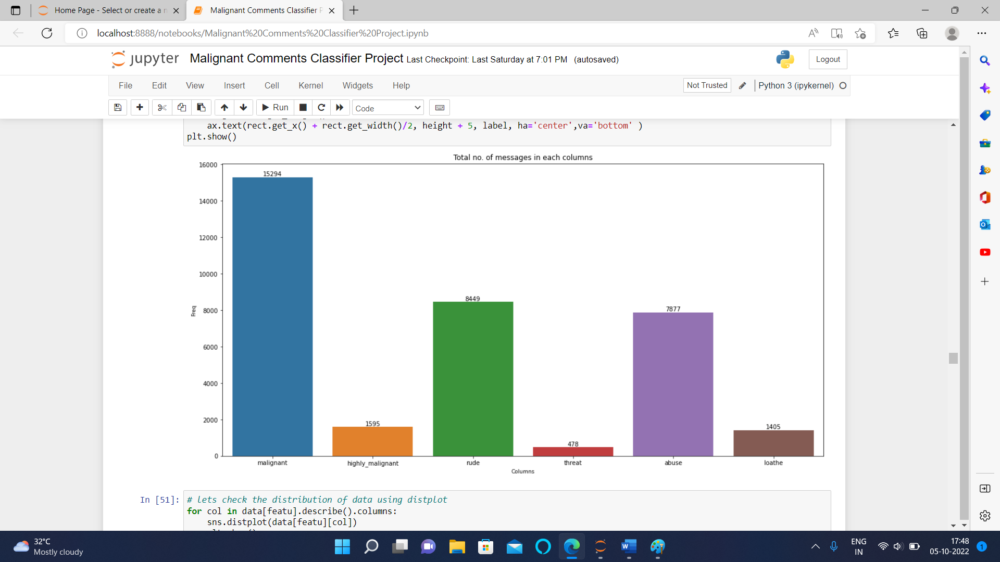 Home Page - Select or create a n
Malignant Comments Classifier P
localhost:8888/notebooks/Malignant%20Comments%20Classifier%20Project.ipynb
jupyter Malignant Comments Classifier Project Last Checkpoint: Last Saturday at 7:01 PM (autosaved)
Logout
File Edit View Insert Cell Kernel Widgets Help
Not Trusted
Python 3 (ipykernel)
Run
Code
ax.text(rect.get_x() + rect.get_width()/2, height + 5, label, ha='center',va='bottom' )
plt.show()
Total no. of messages in each columns
16000
14000
12000
10000
8000
6000
4000
2000
0
Freq
15294
1595
8449
478
7877
1405
malignant highly_malignant rude threat abuse loathe
Columns
In [51]:
# lets check the distribution of data using distplot
for col in data[featu].describe().columns:
sns.distplot(data[featu][col])
32°C
Mostly cloudy
ENG
IN
17:48
05-10-2022
1